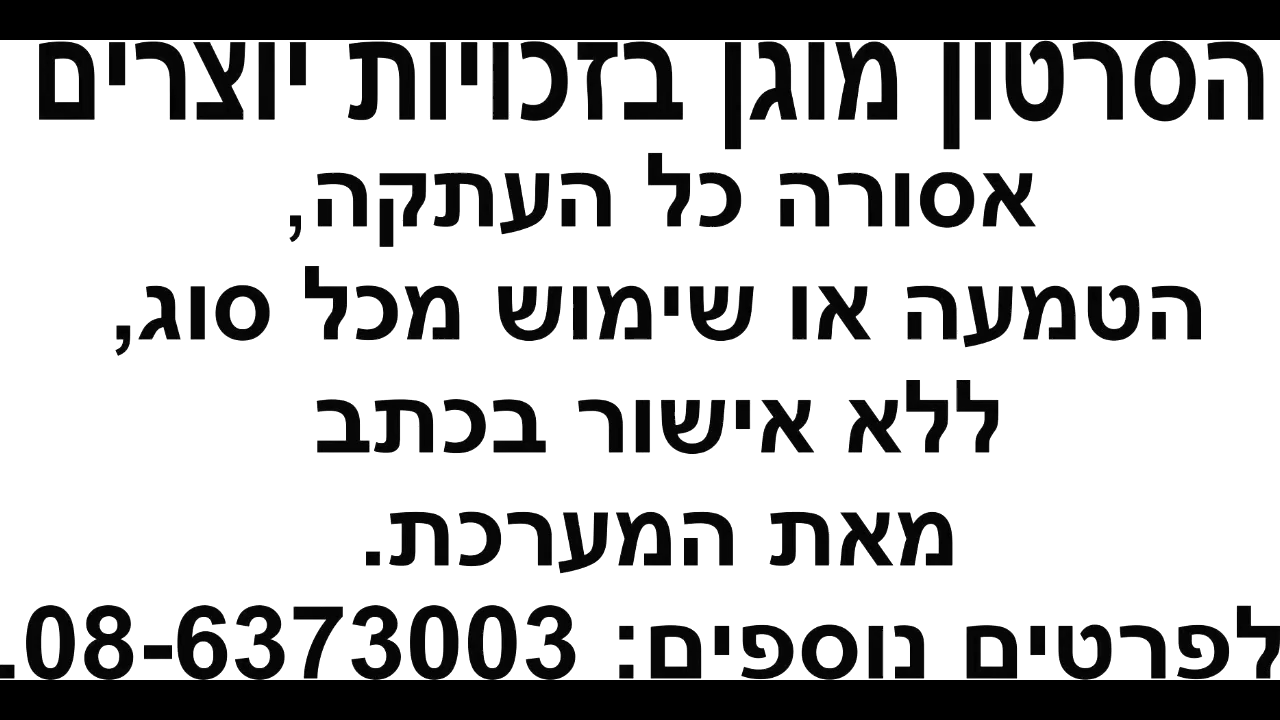 הסרטון מוגן בזכויות יוצרים
אסורה כל העתקה,
הטמעה או שימוש מכל סוג,
ללא אישור בכתב
מאת המערכת.
לפרטים נוספים: 08-6373003.